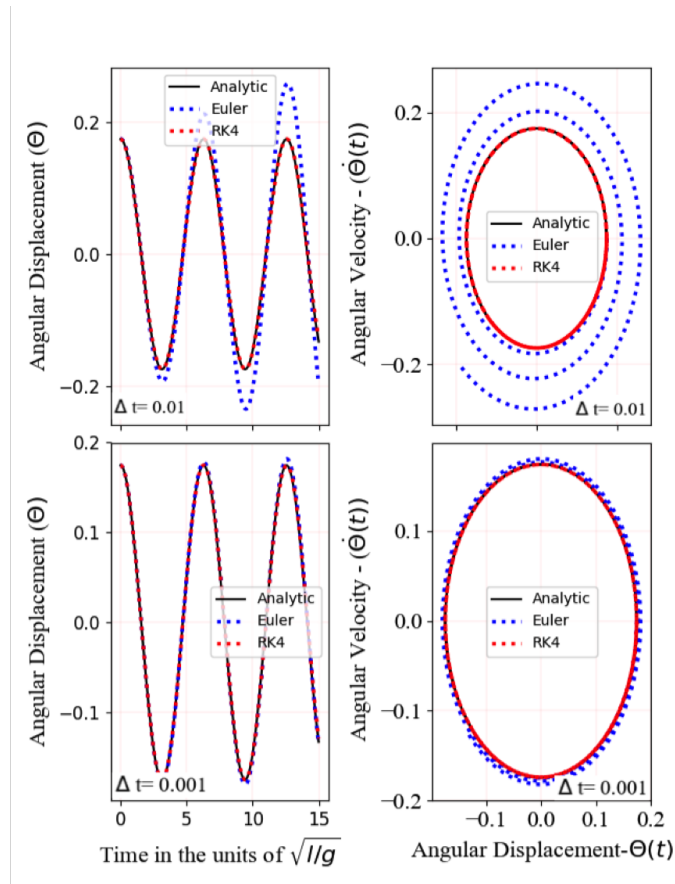 Angular Displacement (Θ)
0.2
0.0
−0.2
Analytic
Euler
RK4
Δ t= 0.01
Angular Velocity - (Θ̇(t))
0.2
0.0
−0.2
Analytic
Euler
RK4
Δ t= 0.01
Angular Displacement (Θ)
0.2
0.1
0.0
−0.1
Analytic
Euler
RK4
Δ t= 0.001
0
5
10
15
Time in the units of √l/g
Angular Velocity - (Θ̇(t))
0.1
0.0
−0.1
−0.2
Analytic
Euler
RK4
Δ t= 0.001
−0.1
0.0
0.1
0.2
Angular Displacement-Θ(t)